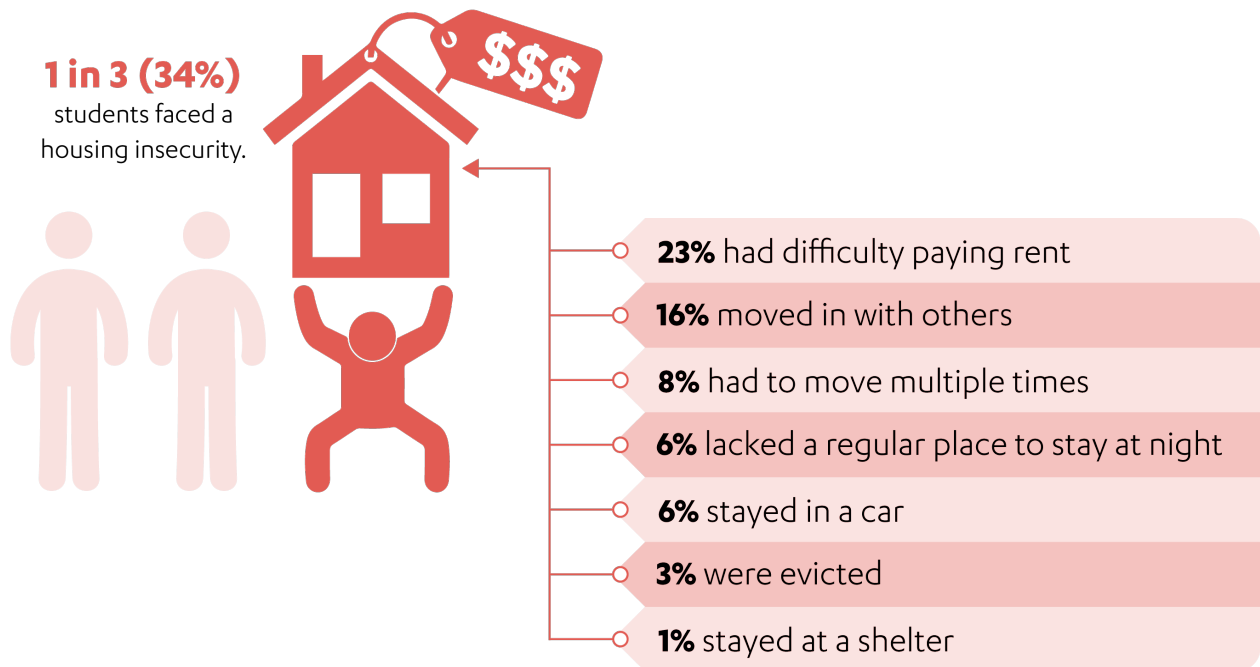 $$$
1 in 3 (34%)
students faced a
housing insecurity.
23% had difficulty paying rent
16% moved in with others
8% had to move multiple times
6% lacked a regular place to stay at night
6% stayed in a car
3% were evicted
1% stayed at a shelter